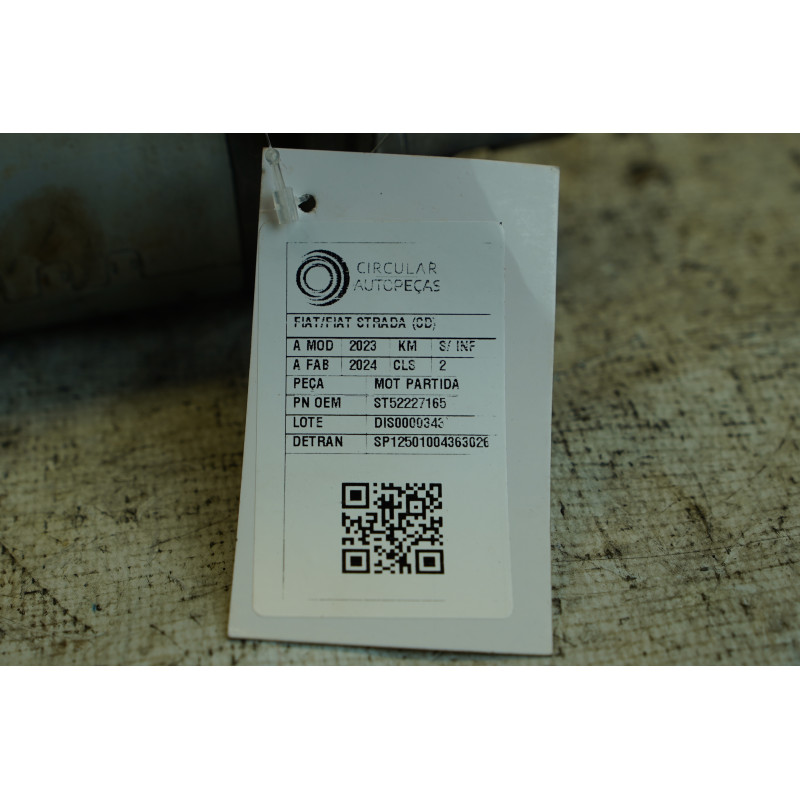 CIRCULAR
AUTOPEÇAS
FIAT/FIAT STRADA (CD)
A MOD 2023 KM S/ INF
A FAB 2024 CLS 2
PEÇA MOT PARTIDA
PN OEM ST52227165
LOTE DIS0000343
DETRAN SP12501004363026